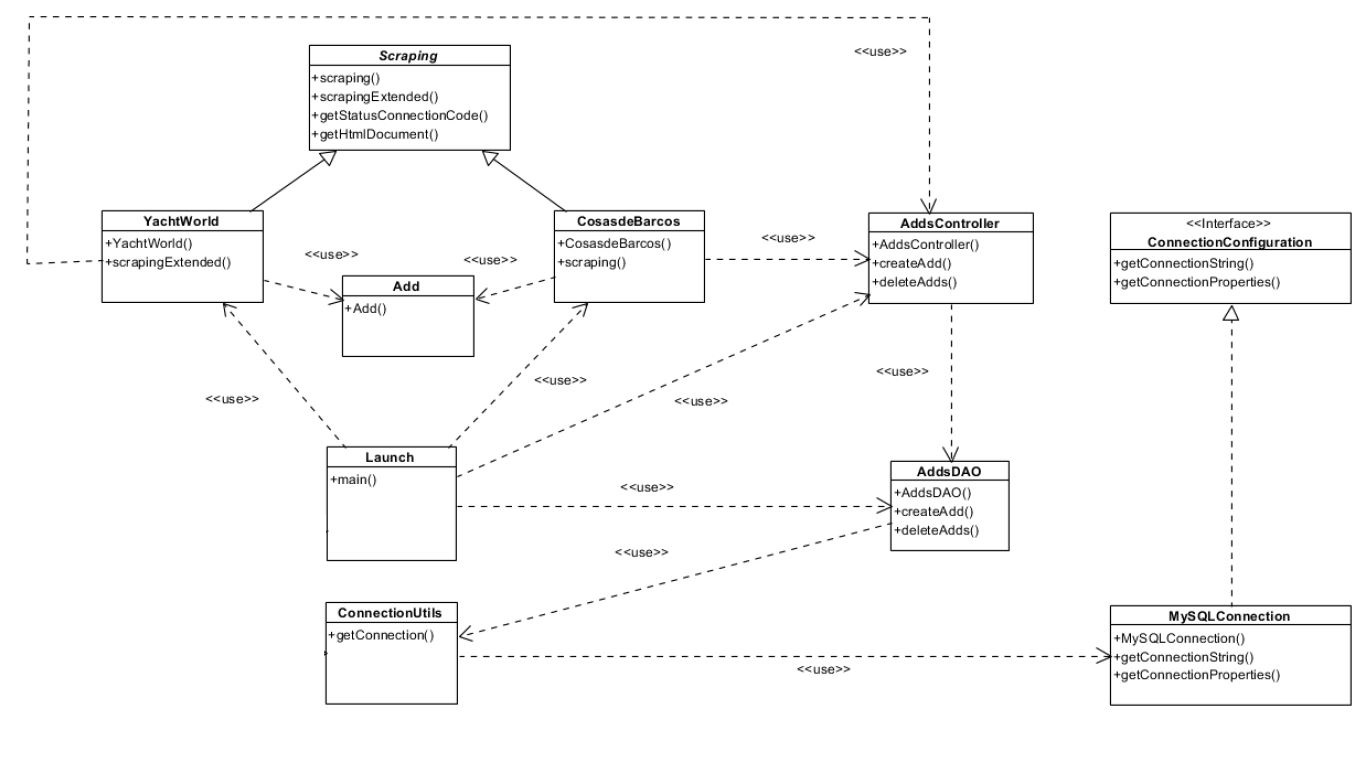 <<use>>
Scraping
+scraping()
+scrapingExtended()
+getStatusConnectionCode()
+getHtmlDocument()
YachtWorld
+YachtWorld()
+scrapingExtended()
<<use>>
Add
+Add()
<<use>>
CosasdeBarcos
+CosasdeBarcos()
+scraping()
<<use>>
AddsController
+AddsController()
+createAdd()
+deleteAdds()
<<Interface>>
ConnectionConfiguration
+getConnectionString()
+getConnectionProperties()
<<use>>
<<use>>
<<use>>
<<use>>
Launch
+main()
<<use>>
AddsDAO
+AddsDAO()
+createAdd()
+deleteAdds()
<<use>>
ConnectionUtils
+getConnection()
<<use>>
MySQLConnection
+MySQLConnection()
+getConnectionString()
+getConnectionProperties()